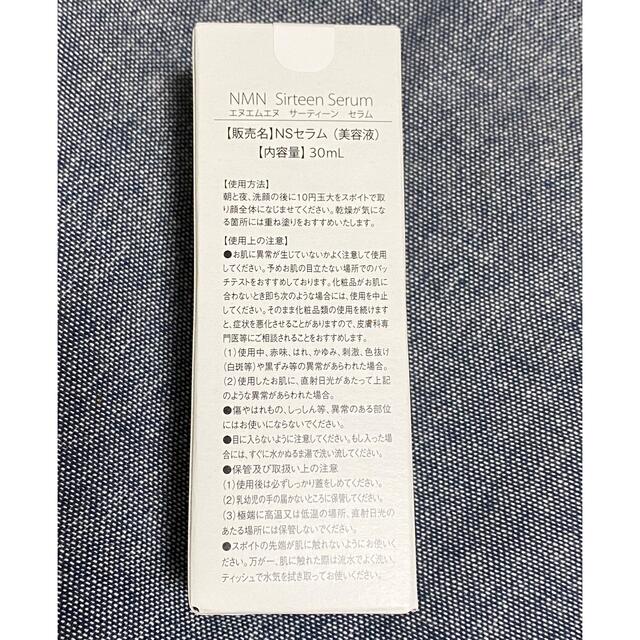 NMN Sirteen Serum
エヌエムエヌ サーティーン セラム
【販売名】NSセラム（美容液）
【内容量】30mL
【使用方法】
朝と夜、洗顔の後に10円玉大をスポイトで取
り顔全体になじませてください。乾燥が気にな
る箇所には重ね塗りをおすすめいたします。
【使用上の注意】
●お肌に異常が生じていないかよく注意して使用
してください。予めお肌の目立たない場所でのパッ
チテストをおすすめしております。化粧品がお肌に
合わないとき即ち次のような場合には、使用を中止
してください。そのまま化粧品類の使用を続けます
と、症状を悪化させることがありますので、皮膚科専
門医等にご相談されることをおすすめします。
（1）使用中、赤味、はれ、かゆみ、刺激、色抜け
（白斑等）や黒ずみ等の異常があらわれた場合。
（2）使用したお肌に、直射日光があたって上記
のような異常があらわれた場合。
●傷やはれもの、しっしん等、異常のある部位
にはお使いにならないでください。
●目に入らないように注意してください。もし入った場
合には、すぐに水かぬるま湯で洗い流してください。
●保管及び取扱い上の注意
（1）使用後は必ずしっかり蓋をしめてください。
（2）乳幼児の手の届かないところに保管してください。
（3）極端に高温又は低温の場所、直射日光の
あたる場所には保管しないでください。
●スポイトの先端が肌に触れないようにお使いく
ださい。万が一、肌に触れた際は流水でよく洗い、
ティッシュで水気を拭き取ってお使いください。